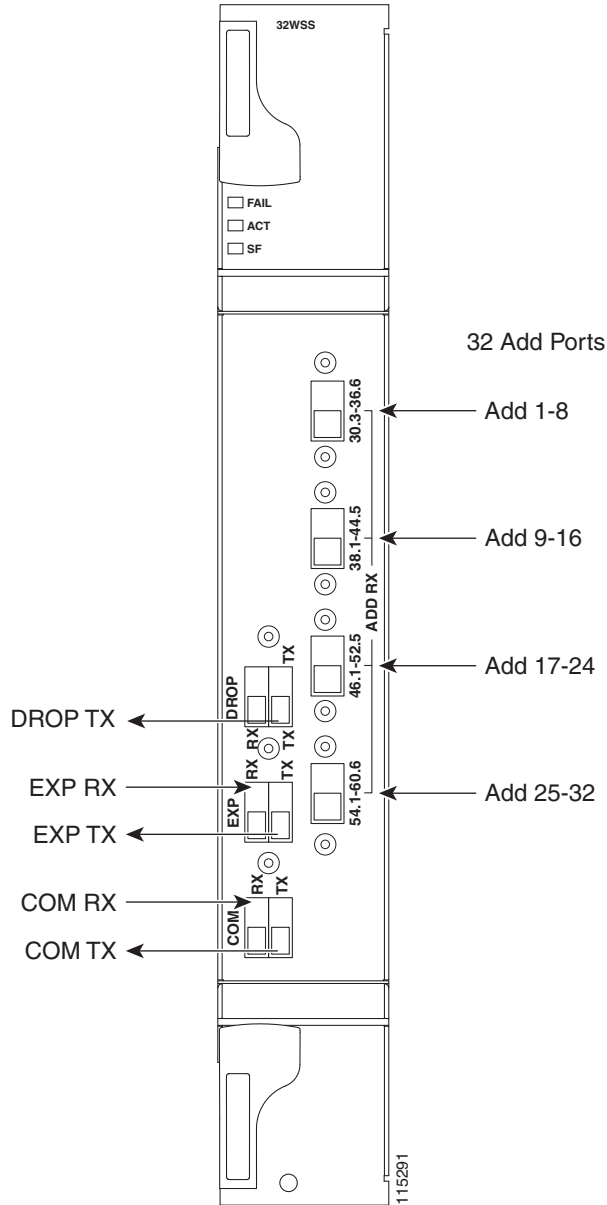 32WSS
FAIL
ACT
SF
32 Add Ports
30.3-36.6
Add 1-8
38.1-44.5
Add 9-16
ADD RX
46.1-52.5
Add 17-24
54.1-60.6
Add 25-32
TX
DROP
RX
DROP TX
RX
TX
TX
EXP
EXP RX
EXP TX
RX
TX
COM
COM RX
COM TX
115291